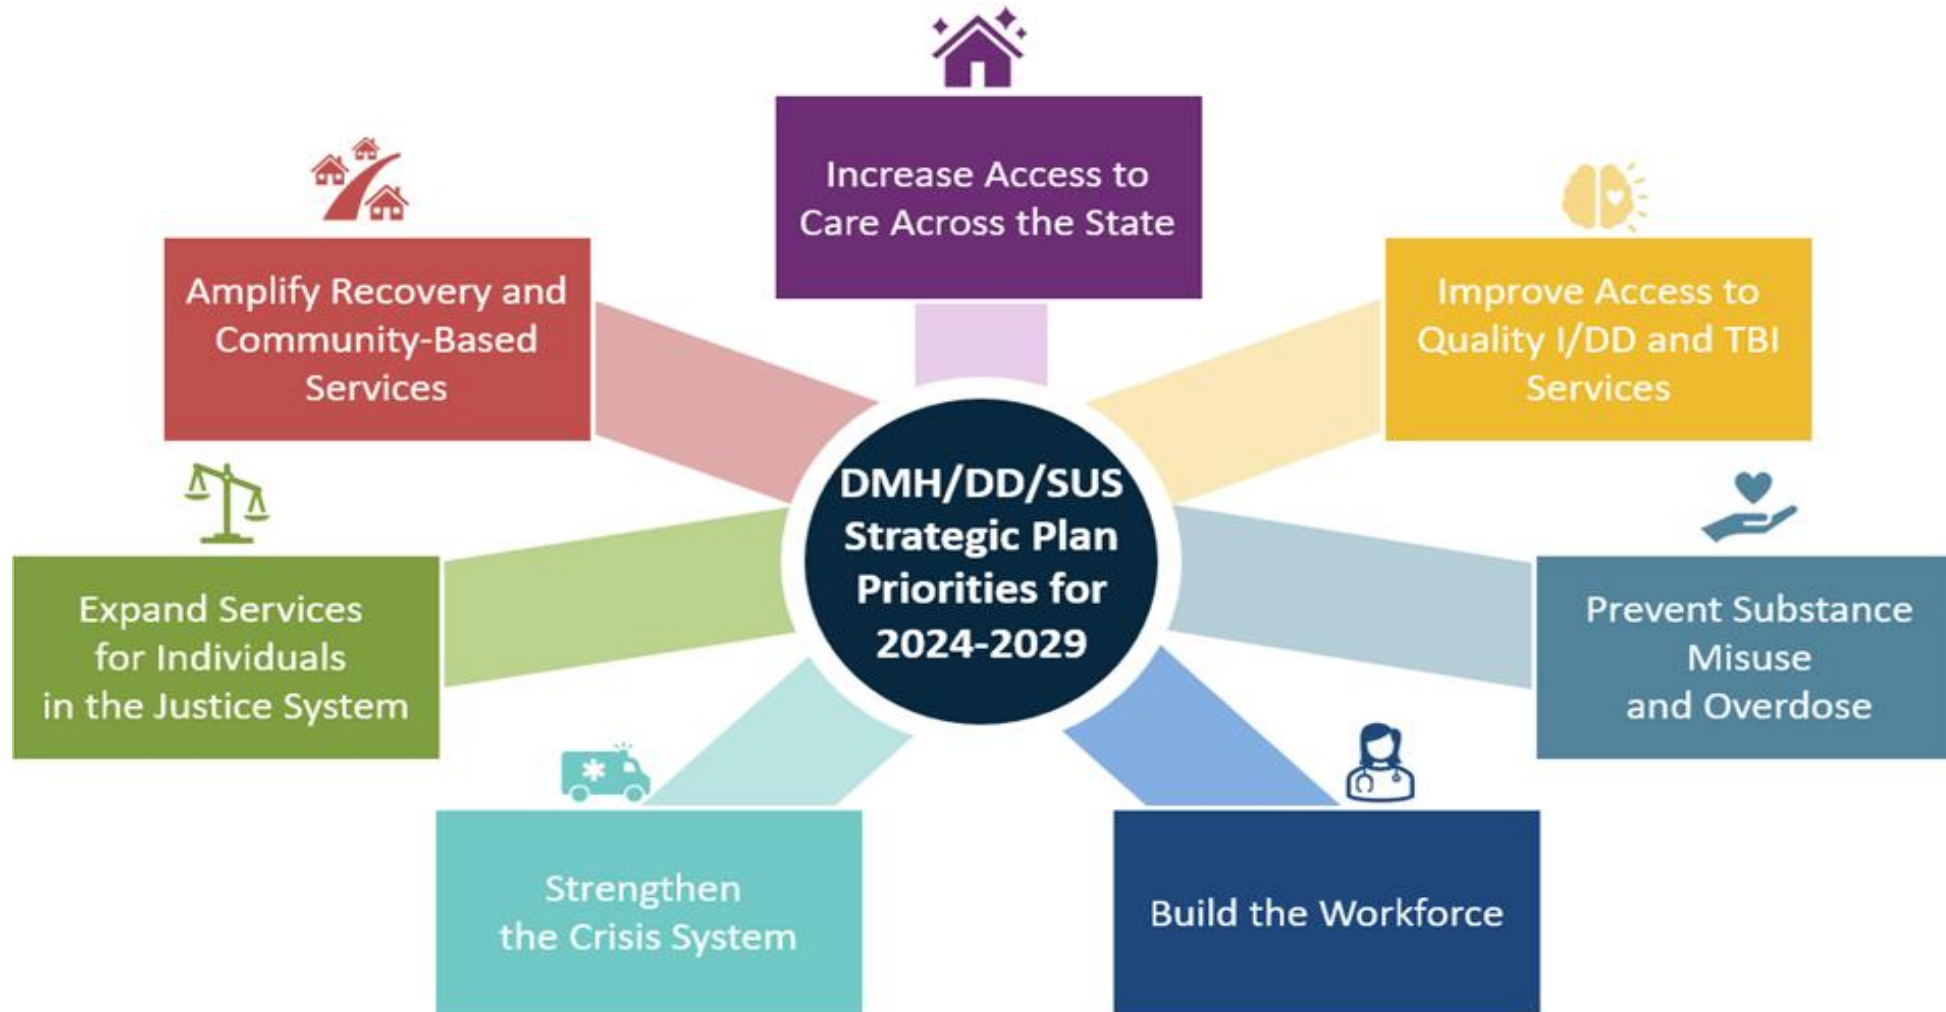 Increase Access to
Care Across the State
Amplify Recovery and
Community-Based
Services
Improve Access to
Quality I/DD and TBI
Services
DMH/DD/SUS
Strategic Plan
Priorities for
2024-2029
Expand Services
for Individuals
in the Justice System
Prevent Substance
Misuse
and Overdose
Strengthen
the Crisis System
Build the Workforce